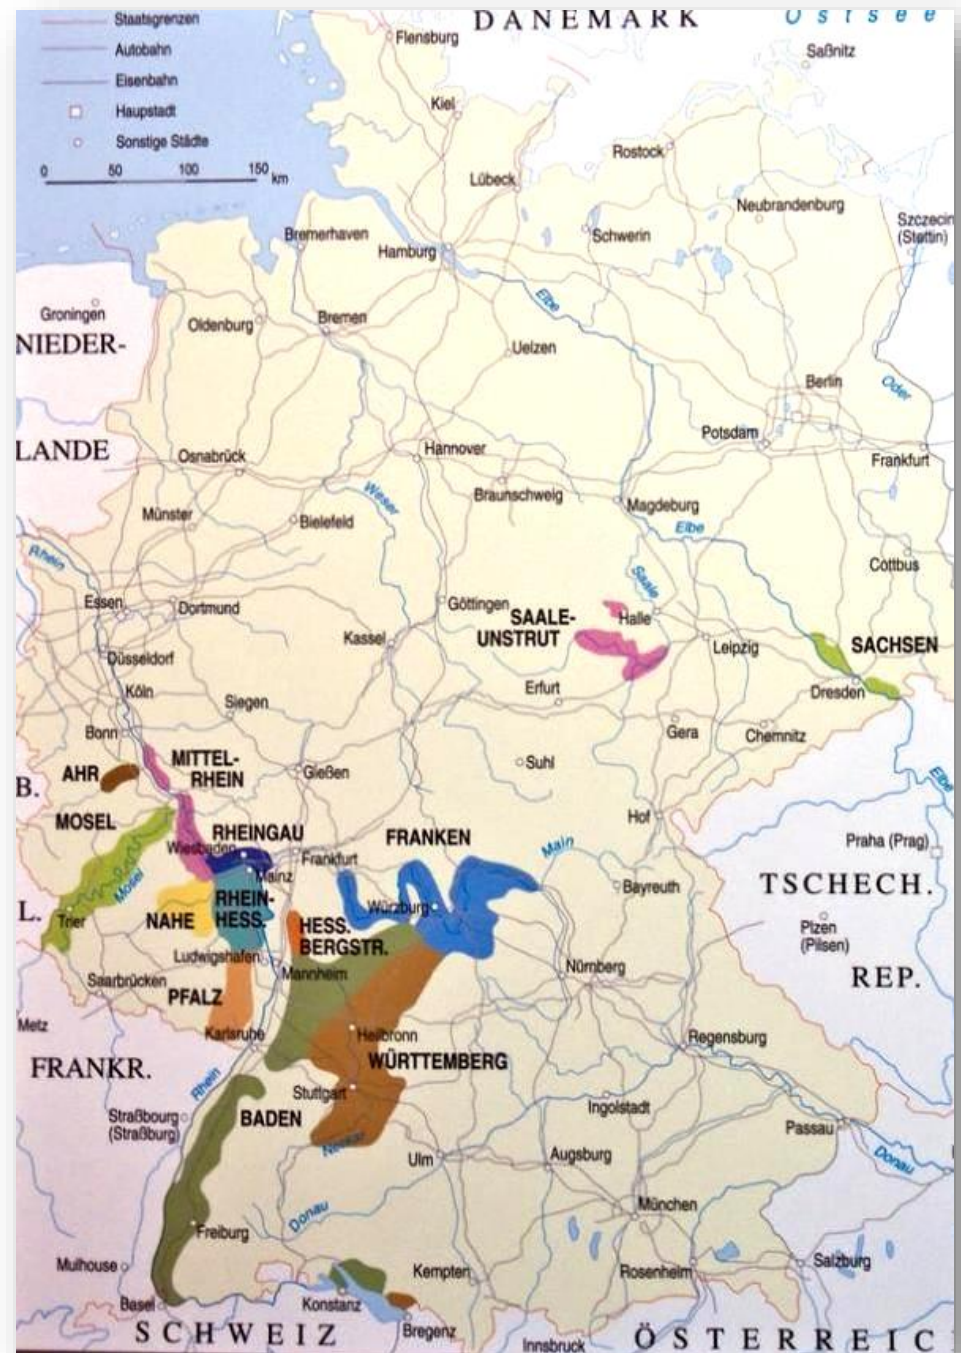 Staatsgrenzen
DÄNEMARK
Ostsee
Autobahn
Flensburg
Saßnitz
Eisenbahn
Haupstadt
Kiel
Sonstige Städte
0 50 100 150 km
Rostock
Lübeck
Neubrandenburg
Szczecin
(Stettin)
Bremerhaven
Hamburg
Schwerin
Groningen
Elbe
NIEDER-
Oldenburg
Bremen
Uelzen
Berlin
Oder
LANDE
Osnabrück
Hannover
Potsdam
Frankfurt
Braunschweig
Magdeburg
Weser
Münster
Bielefeld
Elbe
Rhein
Cottbus
Saale
Essen
Dortmund
Göttingen
SAALE-
UNSTRUT
Halle
Kassel
Leipzig
SACHSEN
Düsseldorf
Erfurt
Dresden
Köln
Siegen
Bonn
Gera
Chemnitz
MITTEL-
RHEIN
AHR
Gießen
Suhl
Elbe
B.
MOSEL
Hof
RHEINGAU
FRANKEN
Wiesbaden
Frankfurt
Main
Praha (Prag)
Mainz
Mosel
Bayreuth
TSCHECH.
RHEIN-
HESS.
Würzburg
L.
Trier
NAHE
HESS.
BERGSTR.
Plzen
(Pilsen)
Ludwigshafen
Mannheim
Nürnberg
REP.
Saarbrücken
PFALZ
Metz
Karlsruhe
Heilbronn
Regensburg
FRANKR.
WÜRTTEMBERG
Rhein
Stuttgart
Straßbourg
(Straßburg)
BADEN
Ingolstadt
Passau
Neckar
Ulm
Augsburg
Donau
München
Donau
Freiburg
Mulhouse
Kempten
Rosenheim
Salzburg
Basel
Konstanz
Bregenz
SCHWEIZ
Innsbruck
ÖSTERREIC